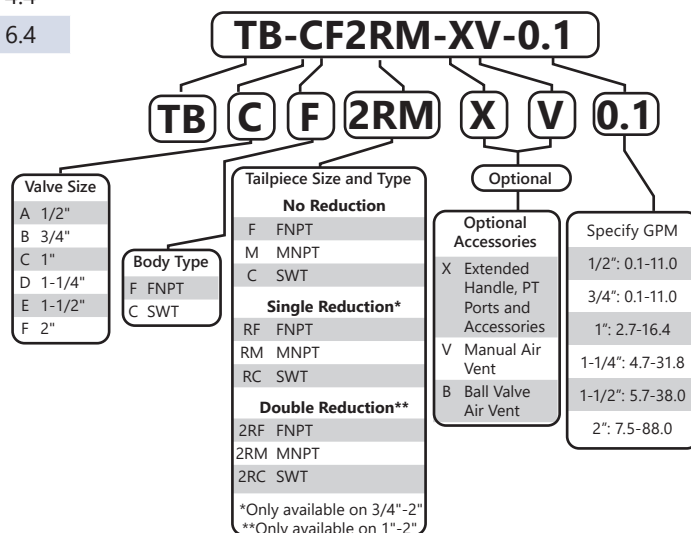 6.4
TB-CF2RM-XV-0.1
TB C F 2RM X V 0.1
Valve Size
A 1/2"
B 3/4"
C 1"
D 1-1/4"
E 1-1/2"
F 2"
Body Type
F FNPT
C SWT
Tailpiece Size and Type
No Reduction
F FNPT
M MNPT
C SWT
Single Reduction*
RF FNPT
RM MNPT
RC SWT
Double Reduction**
2RF FNPT
2RM MNPT
2RC SWT
*Only available on 3/4"-2"
**Only available on 1"-2"
Optional
Optional
Accessories
X Extended
Handle, PT
Ports and
Accessories
V Manual Air
Vent
B Ball Valve
Air Vent
Specify GPM
1/2": 0.1-11.0
3/4": 0.1-11.0
1": 2.7-16.4
1-1/4": 4.7-31.8
1-1/2": 5.7-38.0
2": 7.5-88.0